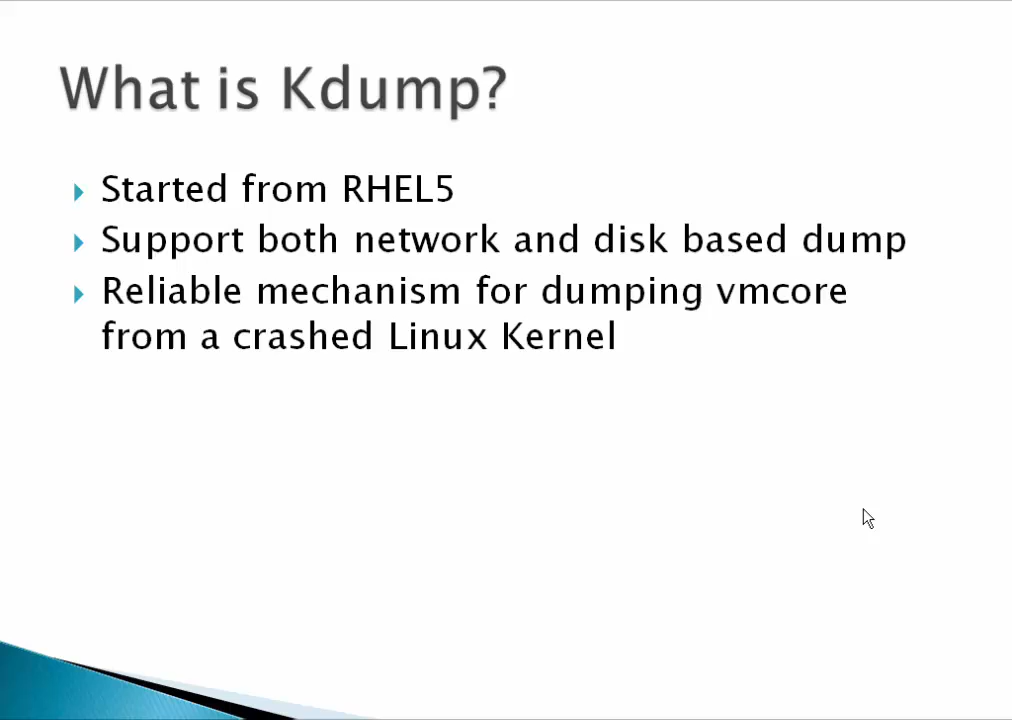 What is Kdump?
Started from RHEL5
Support both network and disk based dump
Reliable mechanism for dumping vmcore
from a crashed Linux Kernel